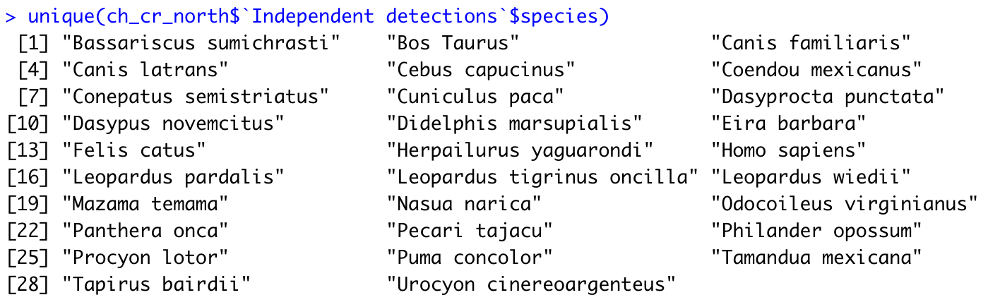 > unique(ch_cr_north$`Independent detections`$species)
 [1] "Bassariscus sumichrasti"    "Bos Taurus"                 "Canis familiaris"
 [4] "Canis latrans"              "Cebus capucinus"            "Coendou mexicanus"
 [7] "Conepatus semistriatus"     "Cuniculus paca"             "Dasyprocta punctata"
[10] "Dasypus novemcitus"         "Didelphis marsupialis"      "Eira barbara"
[13] "Felis catus"                "Herpailurus yaguarondi"     "Homo sapiens"
[16] "Leopardus pardalis"         "Leopardus tigrinus oncilla" "Leopardus wiedii"
[19] "Mazama temama"              "Nasua narica"               "Odocoileus virginianus"
[22] "Panthera onca"              "Pecari tajacu"              "Philander opossum"
[25] "Procyon lotor"              "Puma concolor"              "Tamandua mexicana"
[28] "Tapirus bairdii"            "Urocyon cinereoargenteus"